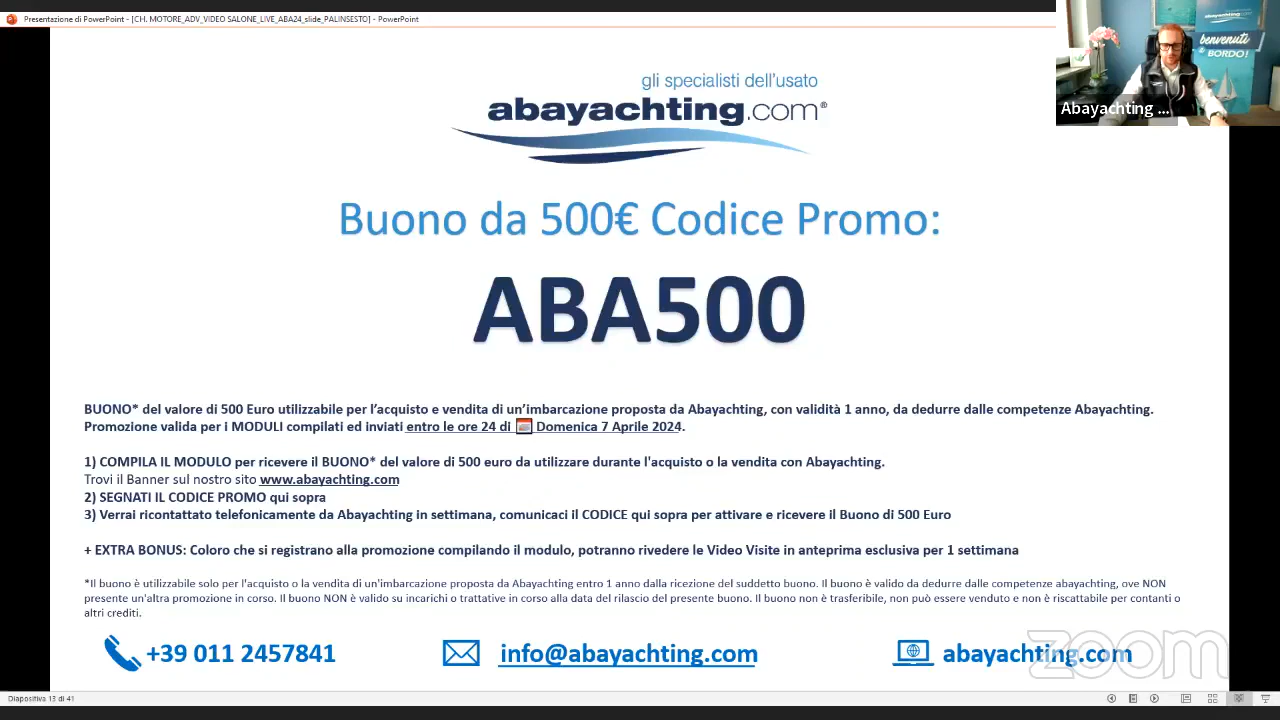 Presentazione di PowerPoint - [CH. MOTORE_ADV_VIDEO SALONE_LIVE_ABA24_slide_PALINSESTO] - PowerPoint
abayachting.com
benvenuti
a BORDO!
Abayachting ...
gli specialisti dell'usato
abayachting.com®
Buono da 500€ Codice Promo:
ABA500
BUONO* del valore di 500 Euro utilizzabile per l’acquisto e vendita di un’imbarcazione proposta da Abayachting, con validità 1 anno, da dedurre dalle competenze Abayachting.
Promozione valida per i MODULI compilati ed inviati entro le ore 24 di Domenica 7 Aprile 2024.
1) COMPILA IL MODULO per ricevere il BUONO* del valore di 500 euro da utilizzare durante l'acquisto o la vendita con Abayachting.
Trovi il Banner sul nostro sito www.abayachting.com
2) SEGNATI IL CODICE PROMO qui sopra
3) Verrai ricontattato telefonicamente da Abayachting in settimana, comunicaci il CODICE qui sopra per attivare e ricevere il Buono di 500 Euro
+ EXTRA BONUS: Coloro che si registrano alla promozione compilando il modulo, potranno rivedere le Video Visite in anteprima esclusiva per 1 settimana
*Il buono è utilizzabile solo per l'acquisto o la vendita di un'imbarcazione proposta da Abayachting entro 1 anno dalla ricezione del suddetto buono. Il buono è valido da dedurre dalle competenze abayachting, ove NON
presente un'altra promozione in corso. Il buono NON è valido su incarichi o trattative in corso alla data del rilascio del presente buono. Il buono non è trasferibile, non può essere venduto e non è riscattabile per contanti o
altri crediti.
+39 011 2457841
info@abayachting.com
abayachting.com
zoom
Diapositiva 13 di 41